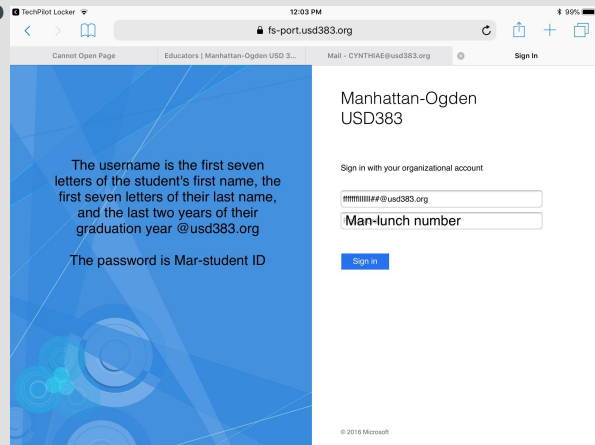 TechPilot Locker
12:03 PM
99%
fs-port.usd383.org
Cannot Open Page
Educators | Manhattan-Ogden USD 3...
Mail - CYNTHIAE@usd383.org
Sign In
The username is the first seven
letters of the student's first name, the
first seven letters of their last name,
and the last two years of their
graduation year @usd383.org
The password is Mar-student ID
Manhattan-Ogden
USD383
Sign in with your organizational account
fffffffllllllll##@usd383.org
Man-lunch number
Sign in
© 2016 Microsoft